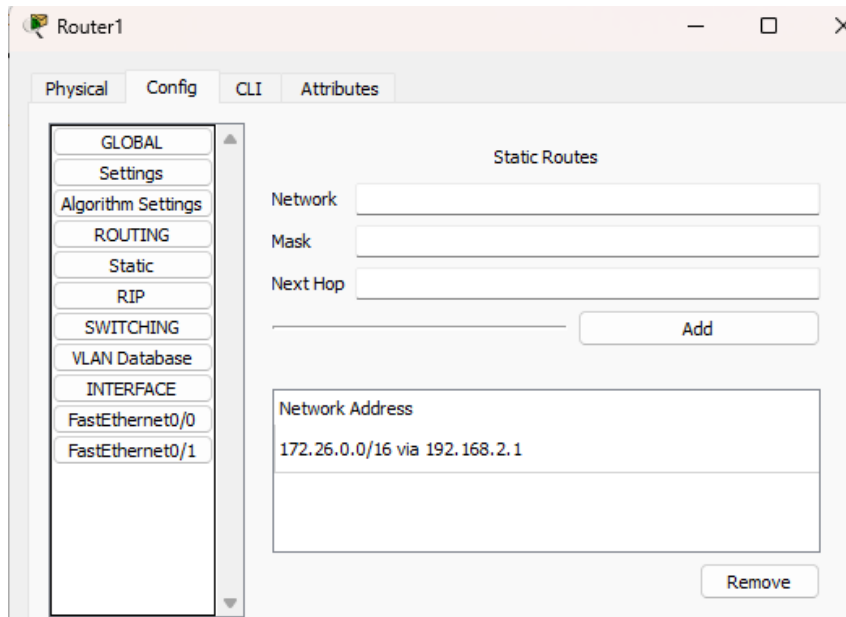 Router1
Physical Config CLI Attributes
GLOBAL
Settings
Algorithm Settings
ROUTING
Static
RIP
SWITCHING
VLAN Database
INTERFACE
FastEthernet0/0
FastEthernet0/1
Static Routes
Network
Mask
Next Hop
Add
Network Address
172.26.0.0/16 via 192.168.2.1
Remove